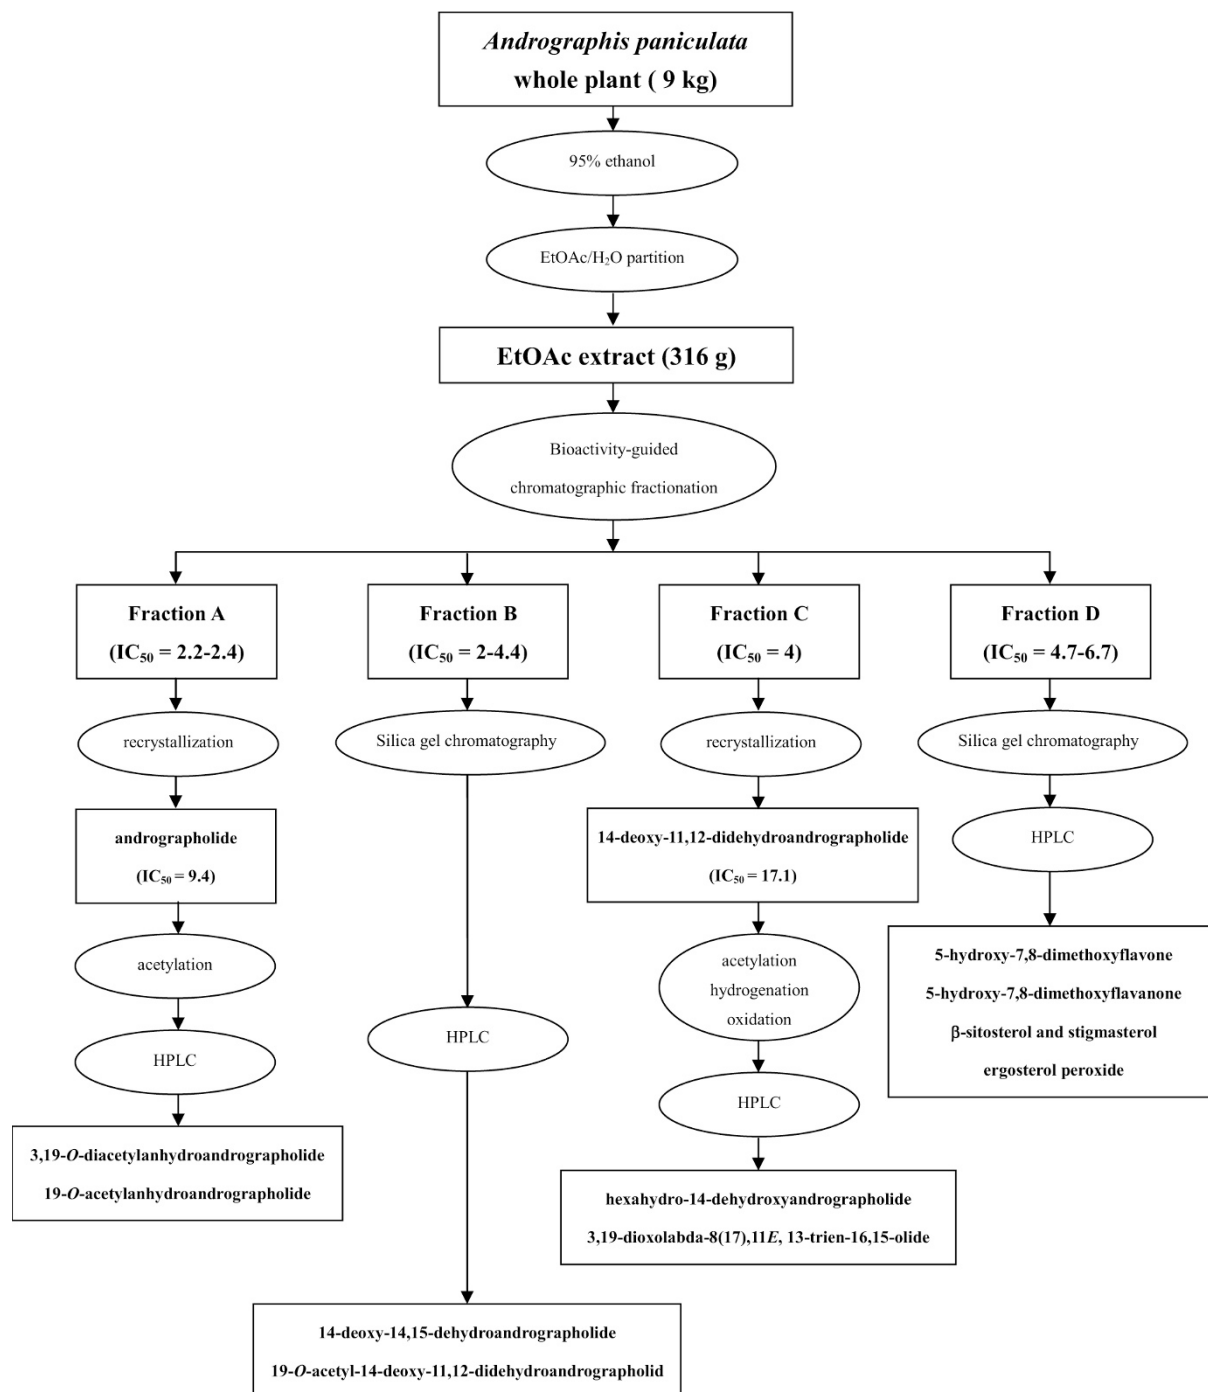 Andrographis paniculata
whole plant ( 9 kg)
95% ethanol
EtOAc/H₂O partition
EtOAc extract (316 g)
Bioactivity-guided
chromatographic fractionation
Fraction A
(IC₅₀ = 2.2-2.4)
recrystallization
andrographolide
(IC₅₀ = 9.4)
acetylation
HPLC
3,19-O-diacetylanhydroandrographolide
19-O-acetylanhydroandrographolide
Fraction B
(IC₅₀ = 2-4.4)
Silica gel chromatography
HPLC
14-deoxy-14,15-dehydroandrographolide
19-O-acetyl-14-deoxy-11,12-didehydroandrographolid
Fraction C
(IC₅₀ = 4)
recrystallization
14-deoxy-11,12-didehydroandrographolide
(IC₅₀ = 17.1)
acetylation
hydrogenation
oxidation
HPLC
hexahydro-14-dehydroxyandrographolide
3,19-dioxolabda-8(17),11E, 13-trien-16,15-olide
Fraction D
(IC₅₀ = 4.7-6.7)
Silica gel chromatography
HPLC
5-hydroxy-7,8-dimethoxyflavone
5-hydroxy-7,8-dimethoxyflavanone
β-sitosterol and stigmasterol
ergosterol peroxide